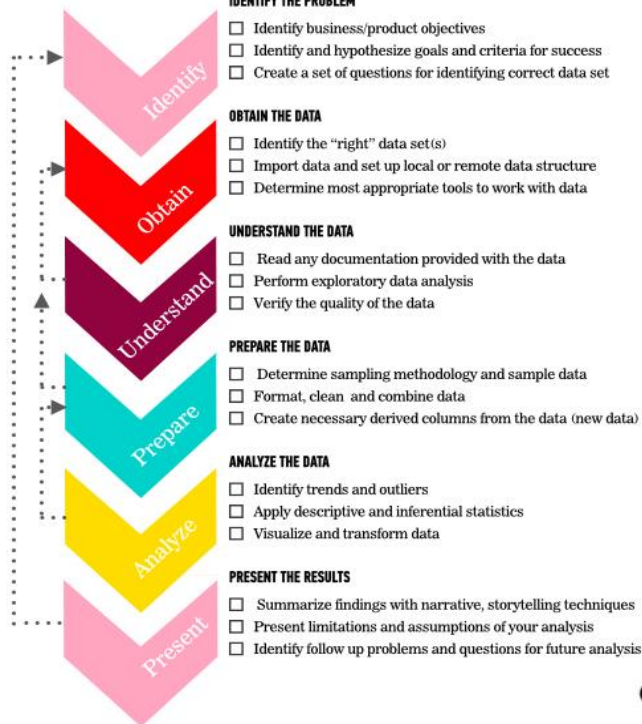 IDENTIFY THE PROBLEM
☐ Identify business/product objectives
☐ Identify and hypothesize goals and criteria for success
☐ Create a set of questions for identifying correct data set
Identify
OBTAIN THE DATA
☐ Identify the “right” data set(s)
☐ Import data and set up local or remote data structure
☐ Determine most appropriate tools to work with data
Obtain
UNDERSTAND THE DATA
☐ Read any documentation provided with the data
☐ Perform exploratory data analysis
☐ Verify the quality of the data
Understand
PREPARE THE DATA
☐ Determine sampling methodology and sample data
☐ Format, clean and combine data
☐ Create necessary derived columns from the data (new data)
Prepare
ANALYZE THE DATA
☐ Identify trends and outliers
☐ Apply descriptive and inferential statistics
☐ Visualize and transform data
Analyze
PRESENT THE RESULTS
☐ Summarize findings with narrative, storytelling techniques
☐ Present limitations and assumptions of your analysis
☐ Identify follow up problems and questions for future analysis
Present